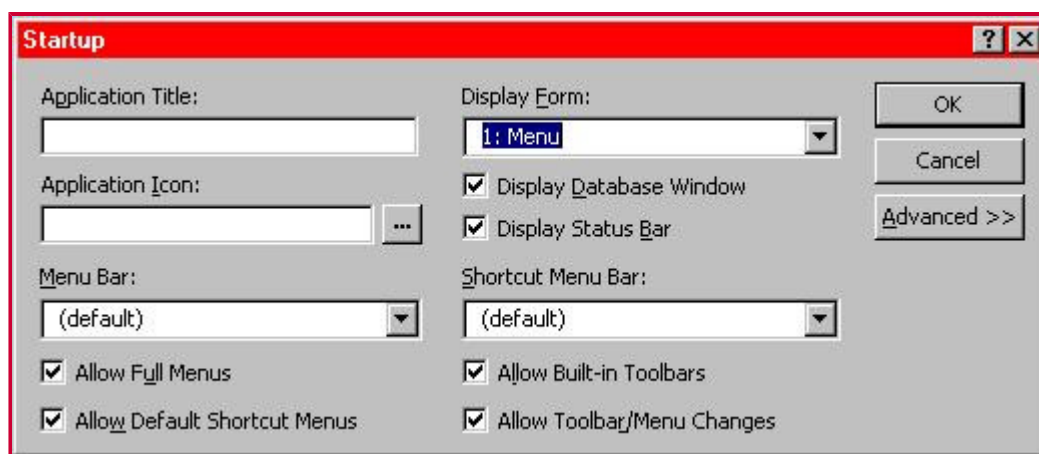 Startup
Application Title:
Display Form:
1: Menu
OK
Cancel
Advanced >>
Application Icon:
...
Display Database Window
Display Status Bar
Menu Bar:
(default)
Shortcut Menu Bar:
(default)
Allow Full Menus
Allow Built-in Toolbars
Allow Default Shortcut Menus
Allow Toolbar/Menu Changes